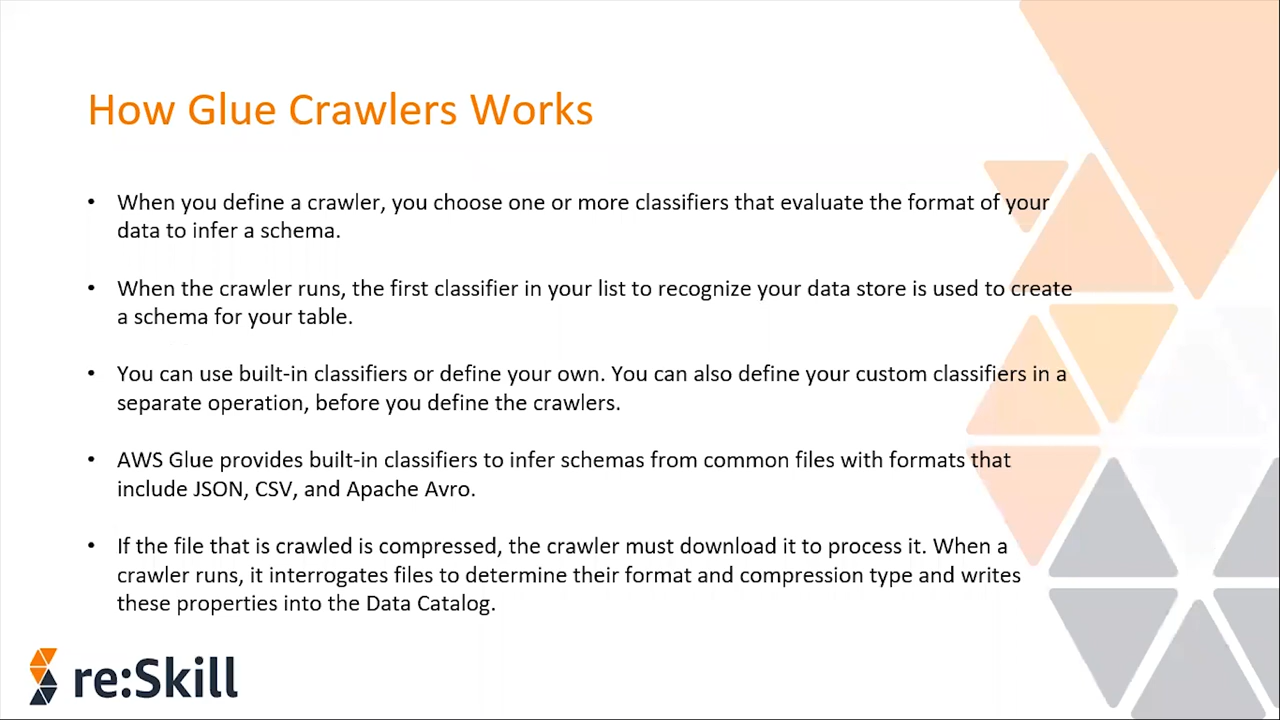 How Glue Crawlers Works
• When you define a crawler, you choose one or more classifiers that evaluate the format of your
data to infer a schema.
• When the crawler runs, the first classifier in your list to recognize your data store is used to create
a schema for your table.
• You can use built-in classifiers or define your own. You can also define your custom classifiers in a
separate operation, before you define the crawlers.
• AWS Glue provides built-in classifiers to infer schemas from common files with formats that
include JSON, CSV, and Apache Avro.
• If the file that is crawled is compressed, the crawler must download it to process it. When a
crawler runs, it interrogates files to determine their format and compression type and writes
these properties into the Data Catalog.
re:Skill